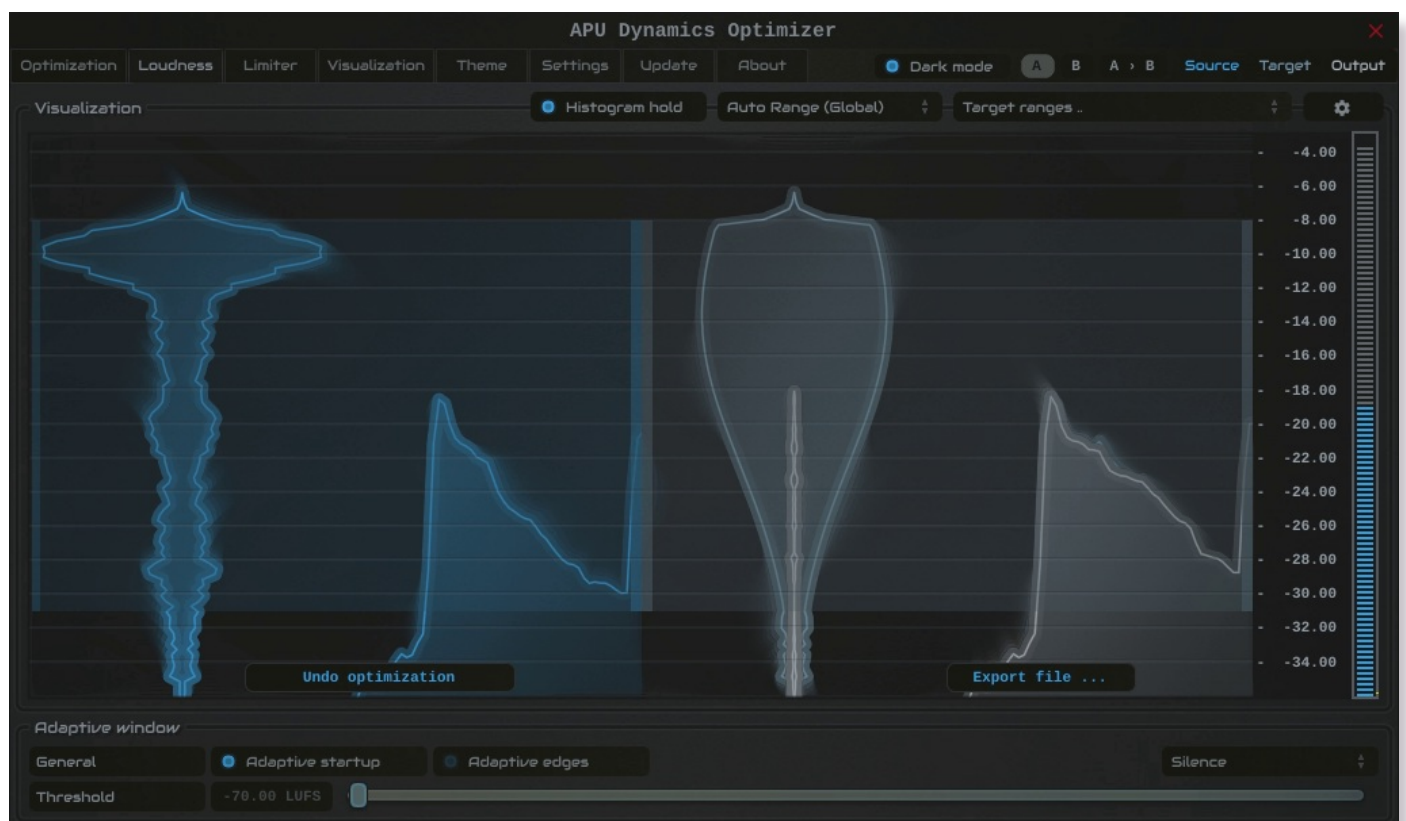 APU Dynamics Optimizer
Optimization Loudness Limiter Visualization Theme Settings Update About Dark mode A B A › B Source Target Output
Visualization Histogram hold Auto Range (Global) Target ranges ..
- -4.00
- -6.00
- -8.00
- -10.00
- -12.00
- -14.00
- -16.00
- -18.00
- -20.00
- -22.00
- -24.00
- -26.00
- -28.00
- -30.00
- -32.00
- -34.00
Undo optimization Export file ...
Adaptive window
General Adaptive startup Adaptive edges Silence
Threshold -70.00 LUFS